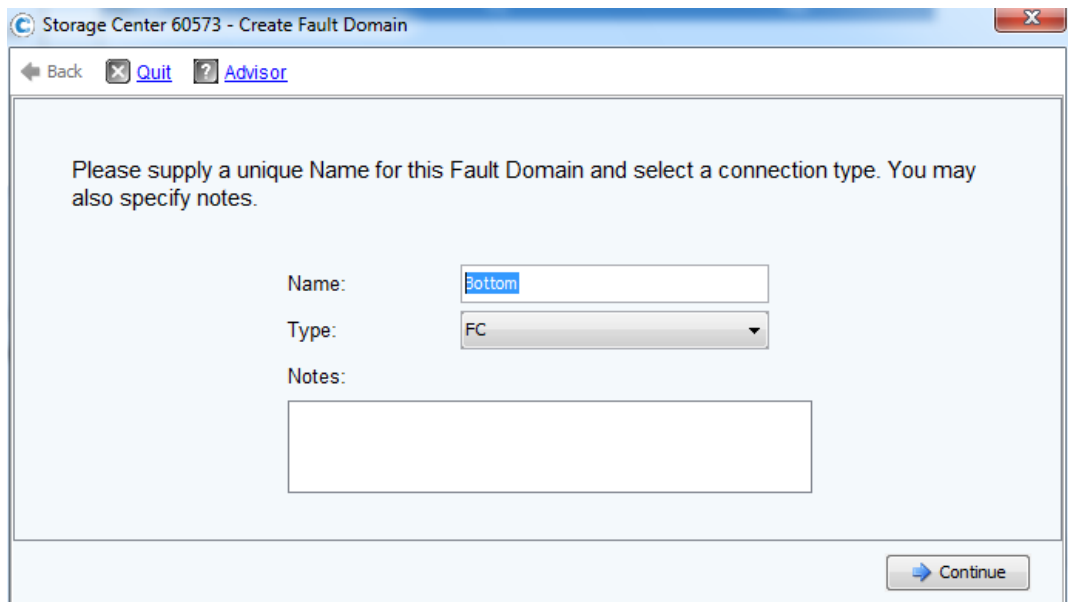 Storage Center 60573 - Create Fault Domain
Back Quit Advisor
Please supply a unique Name for this Fault Domain and select a connection type. You may
also specify notes.
Name: Bottom
Type: FC
Notes:
Continue